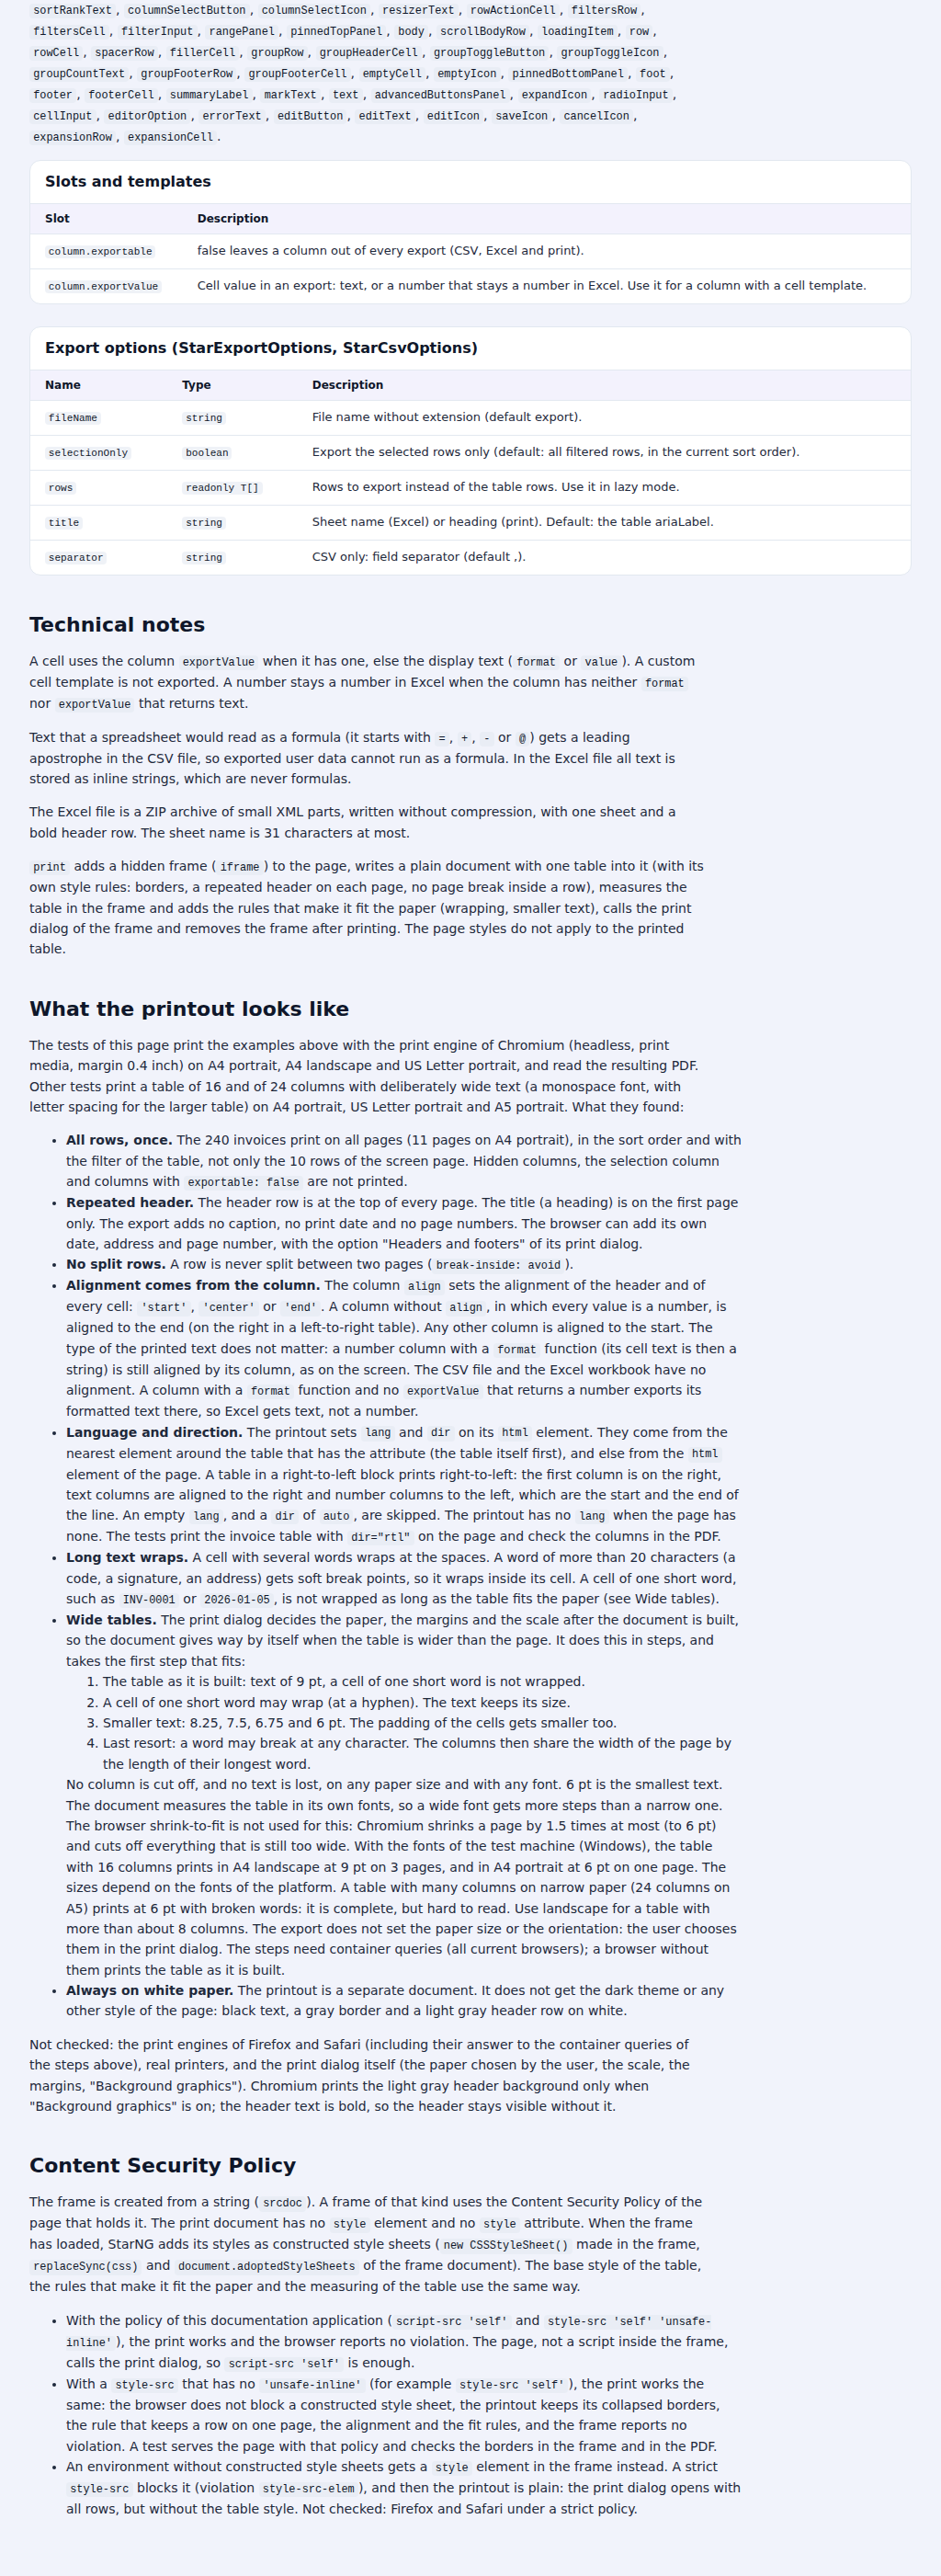 sortRankText, columnSelectButton, columnSelectIcon, resizerText, rowActionCell, filtersRow,
filtersCell, filterInput, rangePanel, pinnedTopPanel, body, scrollBodyRow, loadingItem, row,
rowCell, spacerRow, fillerCell, groupRow, groupHeaderCell, groupToggleButton, groupToggleIcon,
groupCountText, groupFooterRow, groupFooterCell, emptyCell, emptyIcon, pinnedBottomPanel, foot,
footer, footerCell, summaryLabel, markText, text, advancedButtonsPanel, expandIcon, radioInput,
cellInput, editorOption, errorText, editButton, editText, editIcon, saveIcon, cancelIcon,
expansionRow, expansionCell.
Slots and templates
Slot Description
column.exportable false leaves a column out of every export (CSV, Excel and print).
column.exportValue Cell value in an export: text, or a number that stays a number in Excel. Use it for a column with a cell template.
Export options (StarExportOptions, StarCsvOptions)
Name Type Description
fileName string File name without extension (default export).
selectionOnly boolean Export the selected rows only (default: all filtered rows, in the current sort order).
rows readonly T[] Rows to export instead of the table rows. Use it in lazy mode.
title string Sheet name (Excel) or heading (print). Default: the table ariaLabel.
separator string CSV only: field separator (default ,).
Technical notes
A cell uses the column exportValue when it has one, else the display text (format or value). A custom
cell template is not exported. A number stays a number in Excel when the column has neither format
nor exportValue that returns text.
Text that a spreadsheet would read as a formula (it starts with =, +, - or @) gets a leading
apostrophe in the CSV file, so exported user data cannot run as a formula. In the Excel file all text is
stored as inline strings, which are never formulas.
The Excel file is a ZIP archive of small XML parts, written without compression, with one sheet and a
bold header row. The sheet name is 31 characters at most.
print adds a hidden frame (iframe) to the page, writes a plain document with one table into it (with its
own style rules: borders, a repeated header on each page, no page break inside a row), measures the
table in the frame and adds the rules that make it fit the paper (wrapping, smaller text), calls the print
dialog of the frame and removes the frame after printing. The page styles do not apply to the printed
table.
What the printout looks like
The tests of this page print the examples above with the print engine of Chromium (headless, print
media, margin 0.4 inch) on A4 portrait, A4 landscape and US Letter portrait, and read the resulting PDF.
Other tests print a table of 16 and of 24 columns with deliberately wide text (a monospace font, with
letter spacing for the larger table) on A4 portrait, US Letter portrait and A5 portrait. What they found:
• All rows, once. The 240 invoices print on all pages (11 pages on A4 portrait), in the sort order and with
the filter of the table, not only the 10 rows of the screen page. Hidden columns, the selection column
and columns with exportable: false are not printed.
• Repeated header. The header row is at the top of every page. The title (a heading) is on the first page
only. The export adds no caption, no print date and no page numbers. The browser can add its own
date, address and page number, with the option "Headers and footers" of its print dialog.
• No split rows. A row is never split between two pages (break-inside: avoid).
• Alignment comes from the column. The column align sets the alignment of the header and of
every cell: 'start', 'center' or 'end'. A column without align, in which every value is a number, is
aligned to the end (on the right in a left-to-right table). Any other column is aligned to the start. The
type of the printed text does not matter: a number column with a format function (its cell text is then a
string) is still aligned by its column, as on the screen. The CSV file and the Excel workbook have no
alignment. A column with a format function and no exportValue that returns a number exports its
formatted text there, so Excel gets text, not a number.
• Language and direction. The printout sets lang and dir on its html element. They come from the
nearest element around the table that has the attribute (the table itself first), and else from the html
element of the page. A table in a right-to-left block prints right-to-left: the first column is on the right,
text columns are aligned to the right and number columns to the left, which are the start and the end of
the line. An empty lang, and a dir of auto, are skipped. The printout has no lang when the page has
none. The tests print the invoice table with dir="rtl" on the page and check the columns in the PDF.
• Long text wraps. A cell with several words wraps at the spaces. A word of more than 20 characters (a
code, a signature, an address) gets soft break points, so it wraps inside its cell. A cell of one short word,
such as INV-0001 or 2026-01-05, is not wrapped as long as the table fits the paper (see Wide tables).
• Wide tables. The print dialog decides the paper, the margins and the scale after the document is built,
so the document gives way by itself when the table is wider than the page. It does this in steps, and
takes the first step that fits:
1. The table as it is built: text of 9 pt, a cell of one short word is not wrapped.
2. A cell of one short word may wrap (at a hyphen). The text keeps its size.
3. Smaller text: 8.25, 7.5, 6.75 and 6 pt. The padding of the cells gets smaller too.
4. Last resort: a word may break at any character. The columns then share the width of the page by
the length of their longest word.
No column is cut off, and no text is lost, on any paper size and with any font. 6 pt is the smallest text.
The document measures the table in its own fonts, so a wide font gets more steps than a narrow one.
The browser shrink-to-fit is not used for this: Chromium shrinks a page by 1.5 times at most (to 6 pt)
and cuts off everything that is still too wide. With the fonts of the test machine (Windows), the table
with 16 columns prints in A4 landscape at 9 pt on 3 pages, and in A4 portrait at 6 pt on one page. The
sizes depend on the fonts of the platform. A table with many columns on narrow paper (24 columns on
A5) prints at 6 pt with broken words: it is complete, but hard to read. Use landscape for a table with
more than about 8 columns. The export does not set the paper size or the orientation: the user chooses
them in the print dialog. The steps need container queries (all current browsers); a browser without
them prints the table as it is built.
• Always on white paper. The printout is a separate document. It does not get the dark theme or any
other style of the page: black text, a gray border and a light gray header row on white.
Not checked: the print engines of Firefox and Safari (including their answer to the container queries of
the steps above), real printers, and the print dialog itself (the paper chosen by the user, the scale, the
margins, "Background graphics"). Chromium prints the light gray header background only when
"Background graphics" is on; the header text is bold, so the header stays visible without it.
Content Security Policy
The frame is created from a string (srcdoc). A frame of that kind uses the Content Security Policy of the
page that holds it. The print document has no style element and no style attribute. When the frame
has loaded, StarNG adds its styles as constructed style sheets (new CSSStyleSheet() made in the frame,
replaceSync(css) and document.adoptedStyleSheets of the frame document). The base style of the table,
the rules that make it fit the paper and the measuring of the table use the same way.
• With the policy of this documentation application (script-src 'self' and style-src 'self' 'unsafe-
inline'), the print works and the browser reports no violation. The page, not a script inside the frame,
calls the print dialog, so script-src 'self' is enough.
• With a style-src that has no 'unsafe-inline' (for example style-src 'self'), the print works the
same: the browser does not block a constructed style sheet, the printout keeps its collapsed borders,
the rule that keeps a row on one page, the alignment and the fit rules, and the frame reports no
violation. A test serves the page with that policy and checks the borders in the frame and in the PDF.
• An environment without constructed style sheets gets a style element in the frame instead. A strict
style-src blocks it (violation style-src-elem), and then the printout is plain: the print dialog opens with
all rows, but without the table style. Not checked: Firefox and Safari under a strict policy.